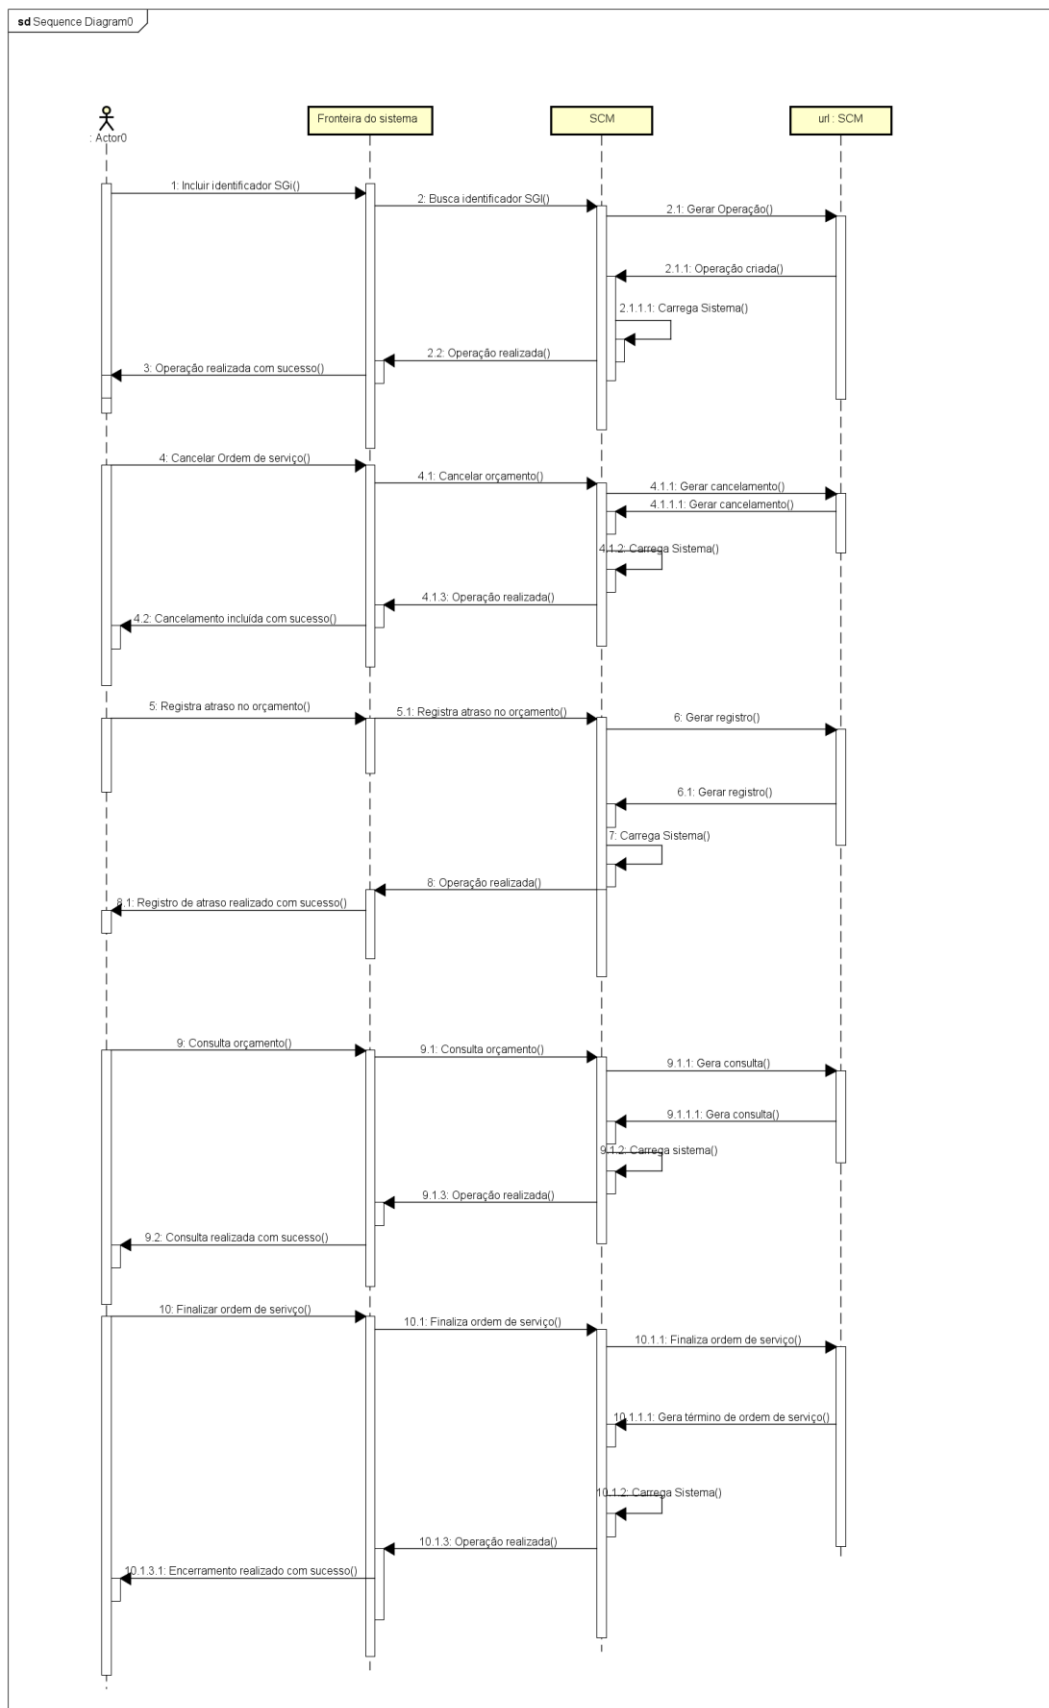 sd Sequence Diagram0
: Actor0
Fronteira do sistema
SCM
url : SCM
1: Incluir identificador SGi()
2: Busca identificador SGI()
2.1: Gerar Operação()
2.1.1: Operação criada()
2.1.1.1: Carrega Sistema()
2.2: Operação realizada()
3: Operação realizada com sucesso()
4: Cancelar Ordem de serviço()
4.1: Cancelar orçamento()
4.1.1: Gerar cancelamento()
4.1.1.1: Gerar cancelamento()
4.1.2: Carrega Sistema()
4.1.3: Operação realizada()
4.2: Cancelamento incluída com sucesso()
5: Registra atraso no orçamento()
5.1: Registra atraso no orçamento()
6: Gerar registro()
6.1: Gerar registro()
7: Carrega Sistema()
8: Operação realizada()
8.1: Registro de atraso realizado com sucesso()
9: Consulta orçamento()
9.1: Consulta orçamento()
9.1.1: Gera consulta()
9.1.1.1: Gera consulta()
9.1.2: Carrega sistema()
9.1.3: Operação realizada()
9.2: Consulta realizada com sucesso()
10: Finalizar ordem de serivço()
10.1: Finaliza ordem de serviço()
10.1.1: Finaliza ordem de serviço()
10.1.1.1: Gera término de ordem de serviço()
10.1.2: Carrega Sistema()
10.1.3: Operação realizada()
10.1.3.1: Encerramento realizado com sucesso()